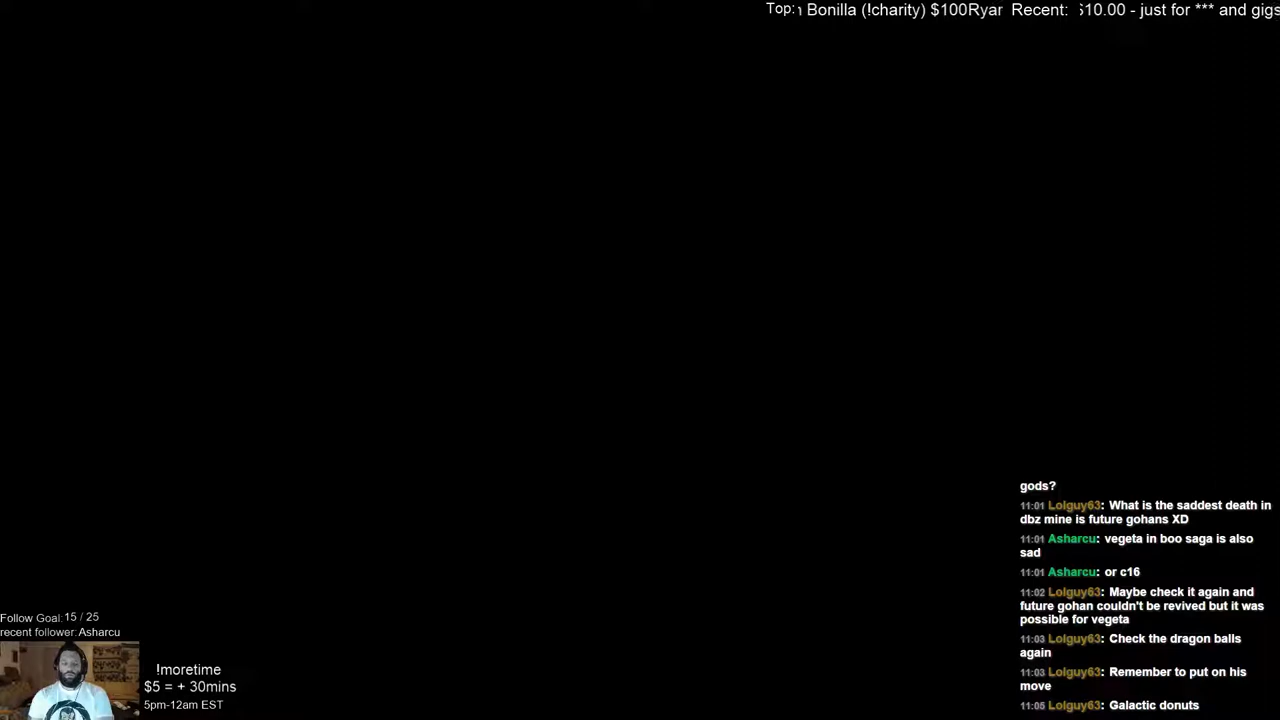 Top: Bonilla (!charity) $100Ryar Recent: $10.00 - just for *** and gigs
gods?
11:01 Lolguy63: What is the saddest death in
dbz mine is future gohans XD
11:01 Asharcu: vegeta in boo saga is also
sad
11:01 Asharcu: or c16
11:02 Lolguy63: Maybe check it again and
future gohan couldn't be revived but it was
possible for vegeta
11:03 Lolguy63: Check the dragon balls
again
11:03 Lolguy63: Remember to put on his
move
11:05 Lolguy63: Galactic donuts
Follow Goal: 15 / 25
recent follower: Asharcu
!moretime
$5 = + 30mins
5pm-12am EST